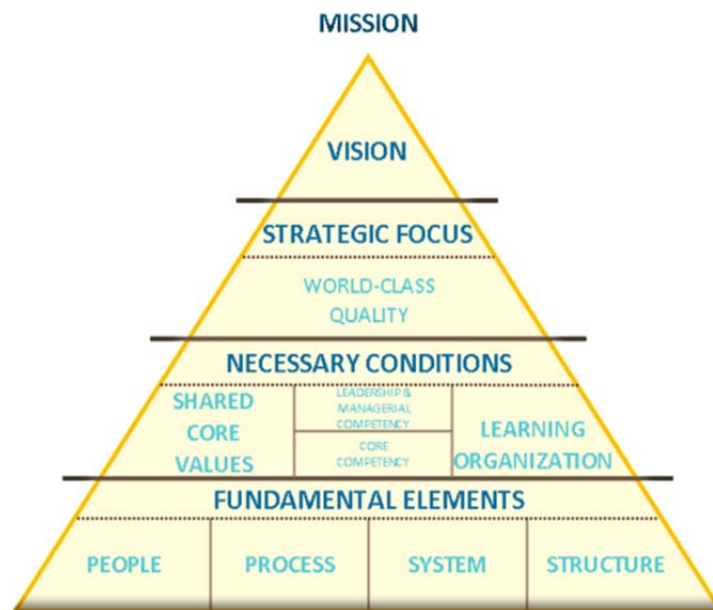 MISSION
VISION
STRATEGIC FOCUS
WORLD-CLASS
QUALITY
NECESSARY CONDITIONS
SHARED
CORE
VALUES
LEADERSHIP &
MANAGERIAL
COMPETENCY
CORE
COMPETENCY
LEARNING
ORGANIZATION
FUNDAMENTAL ELEMENTS
PEOPLE
PROCESS
SYSTEM
STRUCTURE